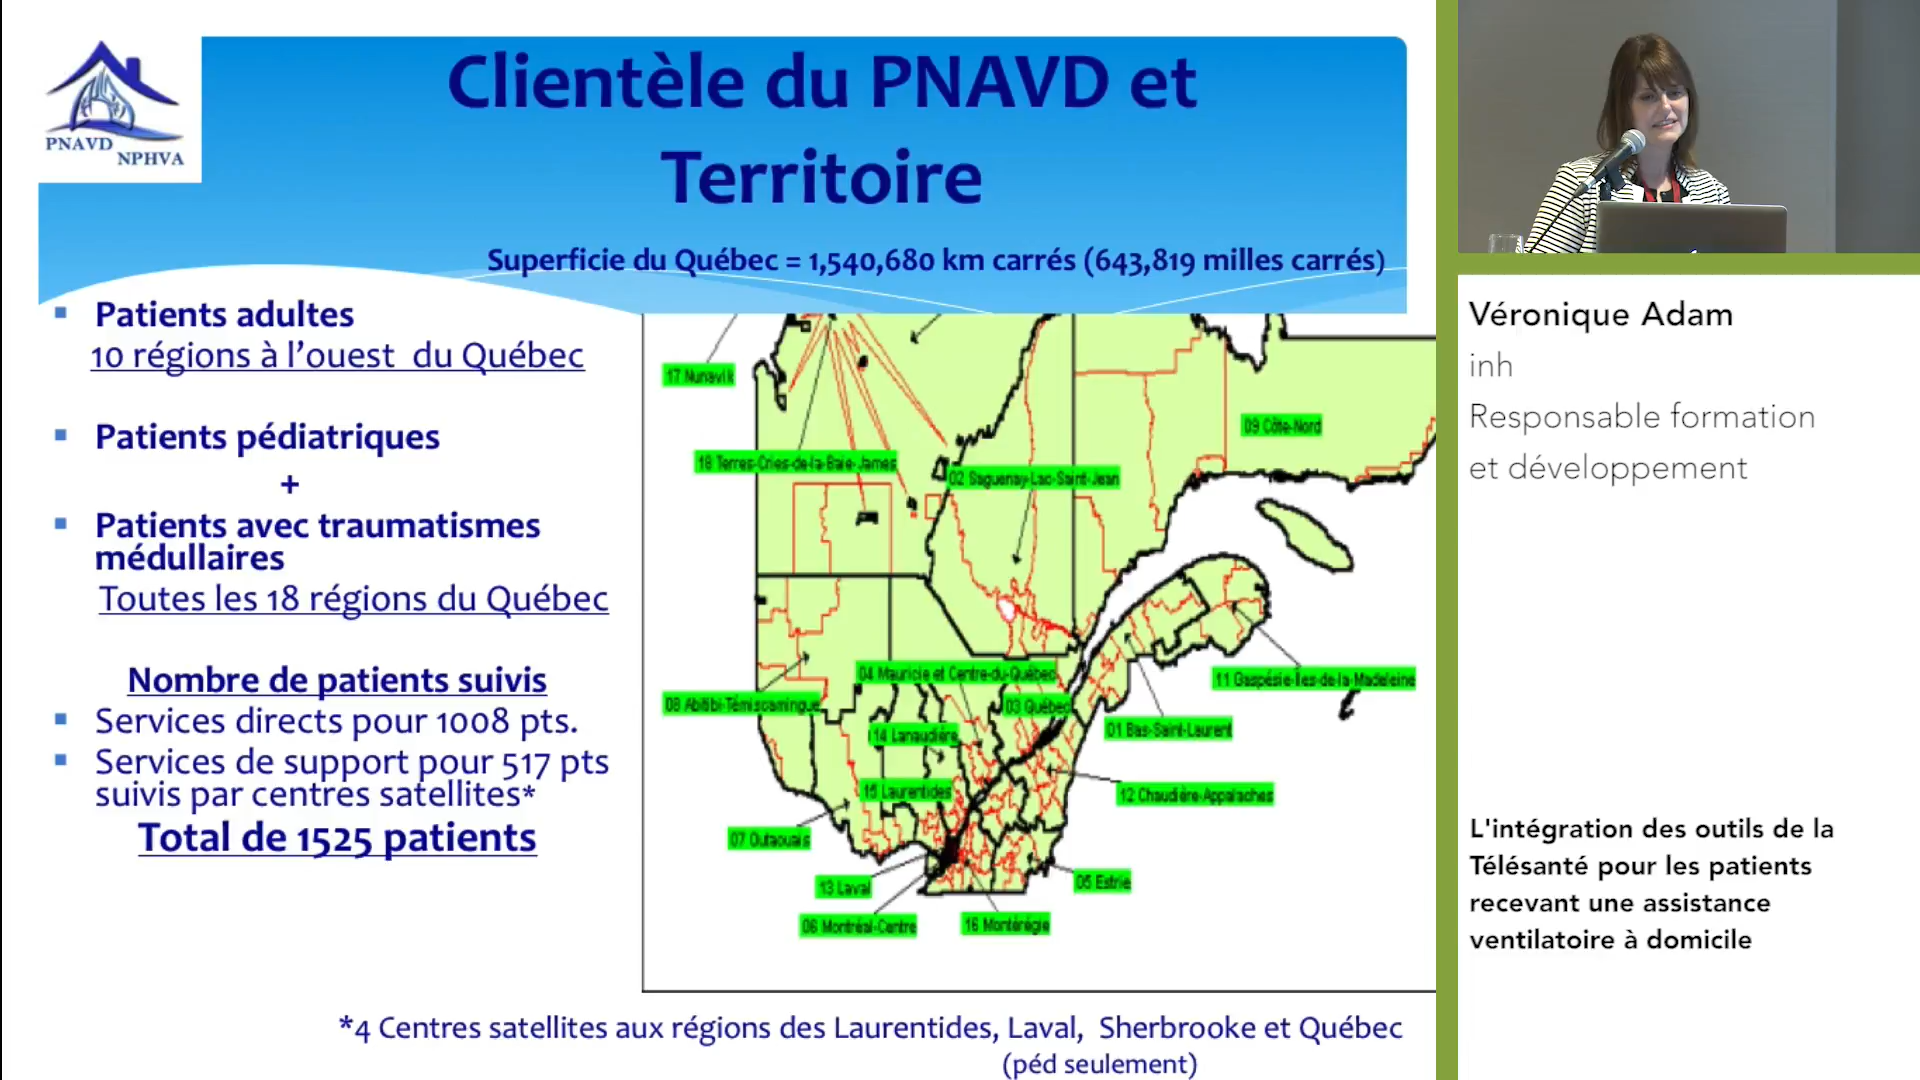 PNAVD
NPHVA
Clientèle du PNAVD et
Territoire
Superficie du Québec = 1,540,680 km carrés (643,819 milles carrés)
Patients adultes
10 régions à l’ouest du Québec
Patients pédiatriques
+
Patients avec traumatismes
médullaires
Toutes les 18 régions du Québec
Nombre de patients suivis
Services directs pour 1008 pts.
Services de support pour 517 pts
suivis par centres satellites*
Total de 1525 patients
17 Nunavik
09 Côte-Nord
18 Terres-Cries-de-la-Baie-James
02 Saguenay-Lac-Saint-Jean
04 Mauricie et Centre-du-Québec
11 Gaspésie-Îles-de-la-Madeleine
08 Abitibi-Témiscamingue
03 Québec
01 Bas-Saint-Laurent
14 Lanaudière
15 Laurentides
12 Chaudière-Appalaches
07 Outaouais
13 Laval
05 Estrie
06 Montréal-Centre
16 Montérégie
*4 Centres satellites aux régions des Laurentides, Laval, Sherbrooke et Québec
(péd seulement)
Véronique Adam
inh
Responsable formation
et développement
L'intégration des outils de la
Télésanté pour les patients
recevant une assistance
ventilatoire à domicile